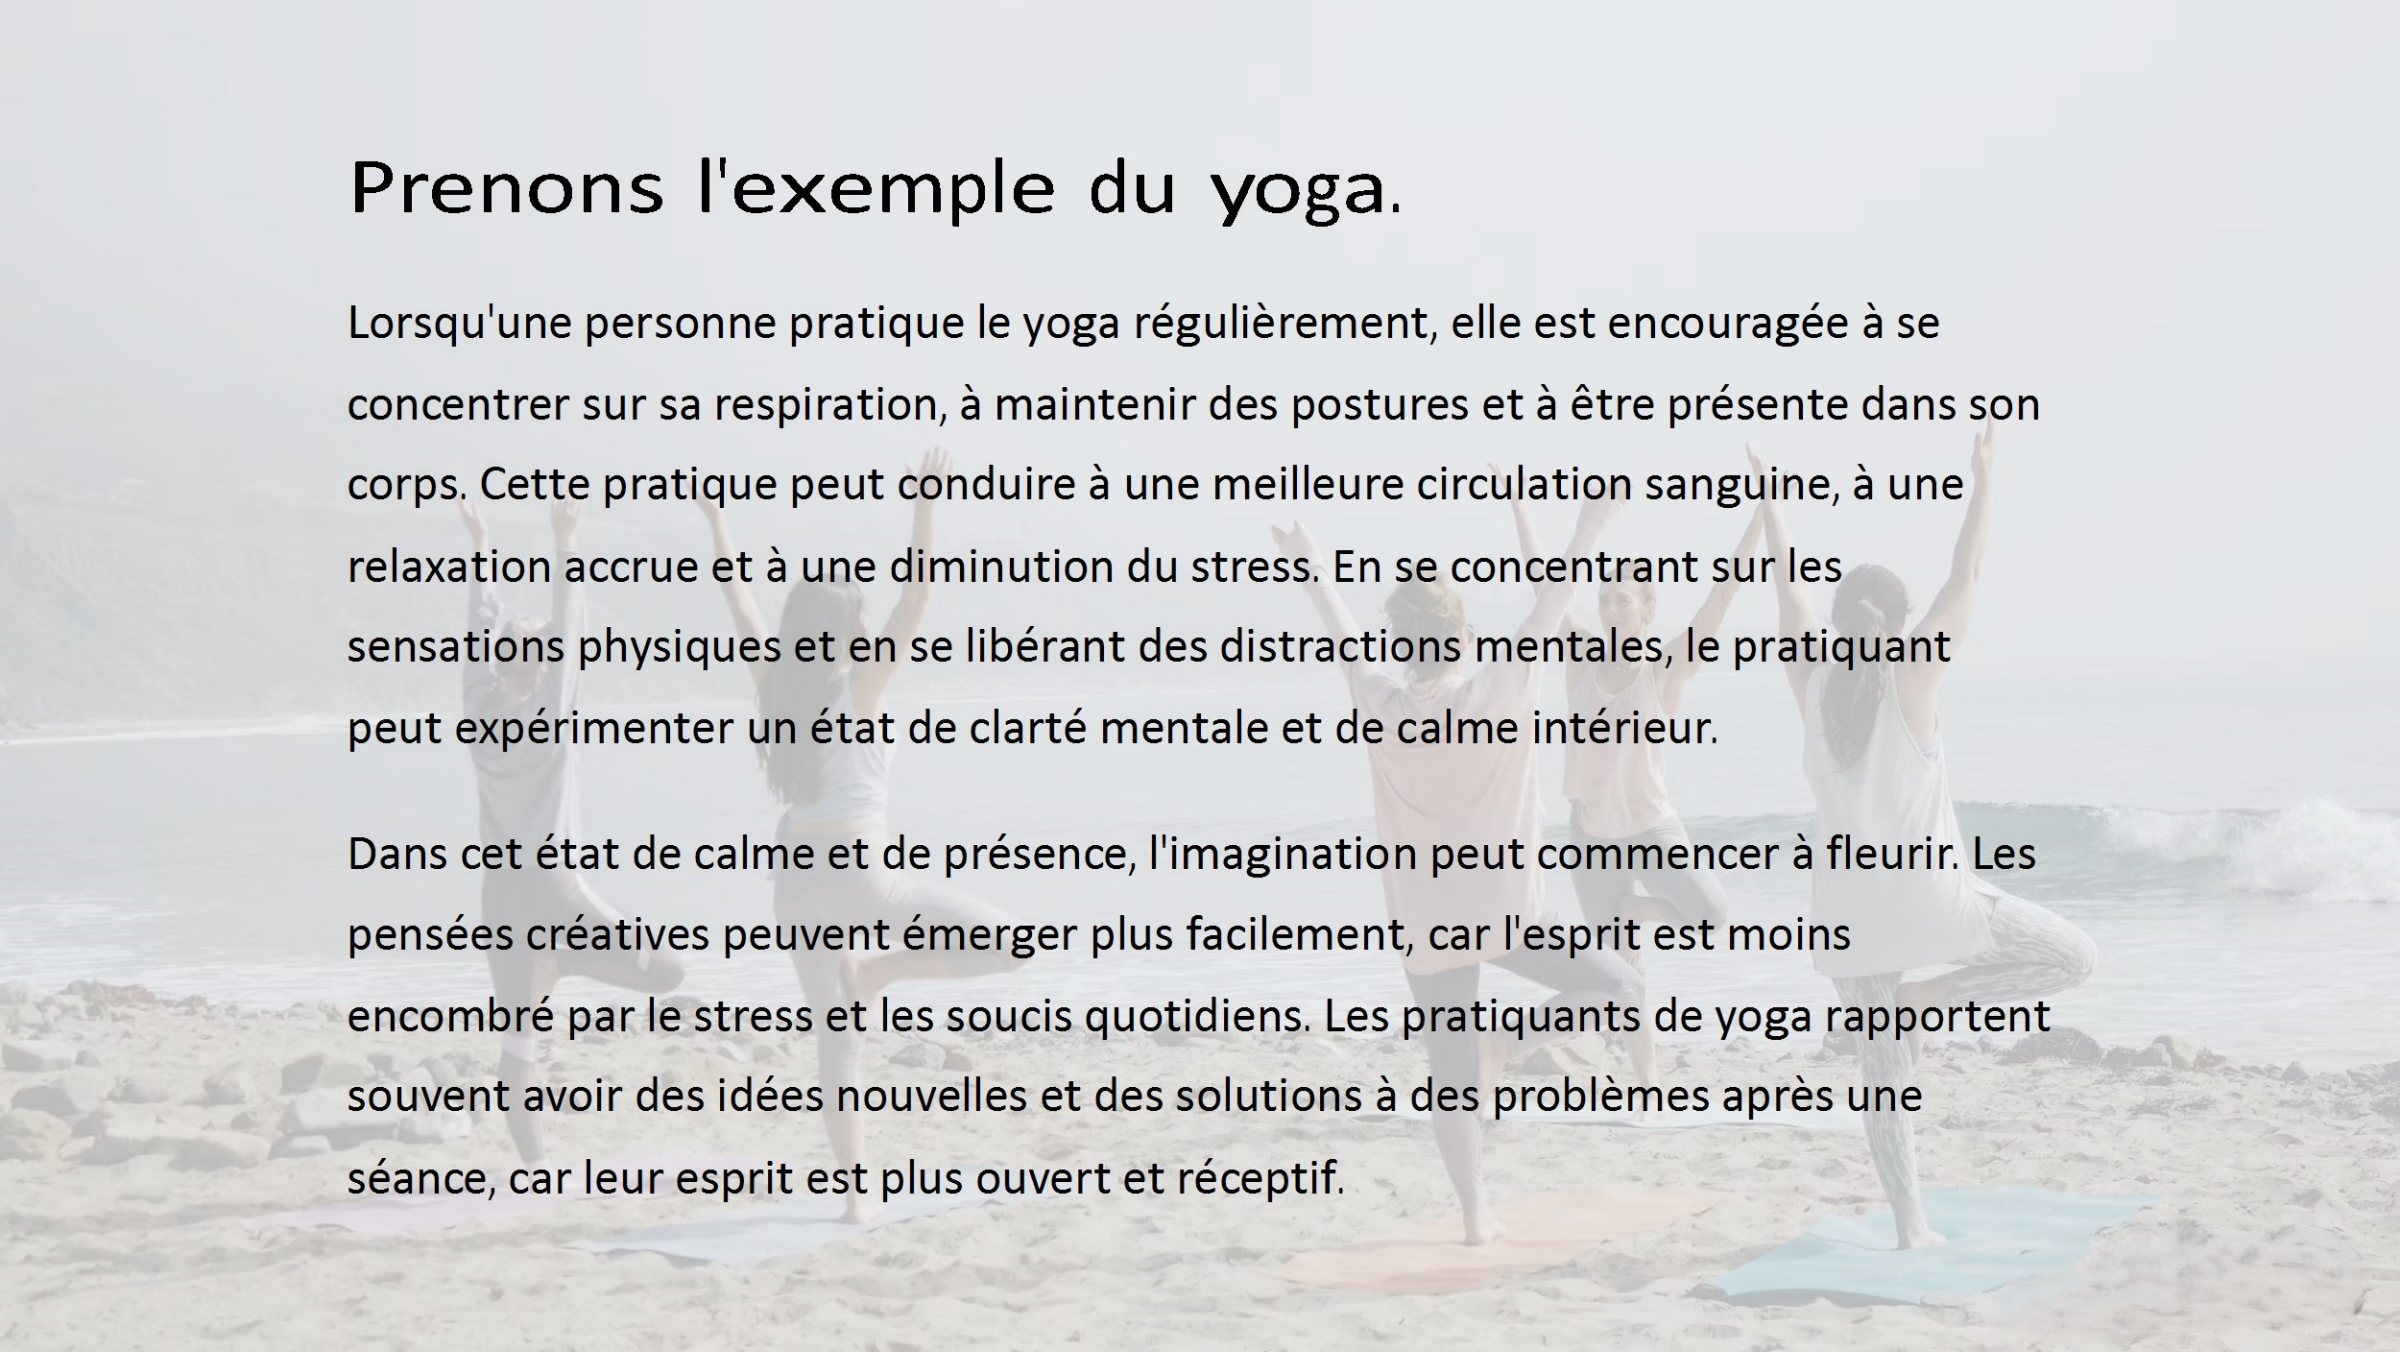 Prenons l'exemple du yoga.
Lorsqu'une personne pratique le yoga régulièrement, elle est encouragée à se
concentrer sur sa respiration, à maintenir des postures et à être présente dans son
corps. Cette pratique peut conduire à une meilleure circulation sanguine, à une
relaxation accrue et à une diminution du stress. En se concentrant sur les
sensations physiques et en se libérant des distractions mentales, le pratiquant
peut expérimenter un état de clarté mentale et de calme intérieur.
Dans cet état de calme et de présence, l'imagination peut commencer à fleurir. Les
pensées créatives peuvent émerger plus facilement, car l'esprit est moins
encombré par le stress et les soucis quotidiens. Les pratiquants de yoga rapportent
souvent avoir des idées nouvelles et des solutions à des problèmes après une
séance, car leur esprit est plus ouvert et réceptif.